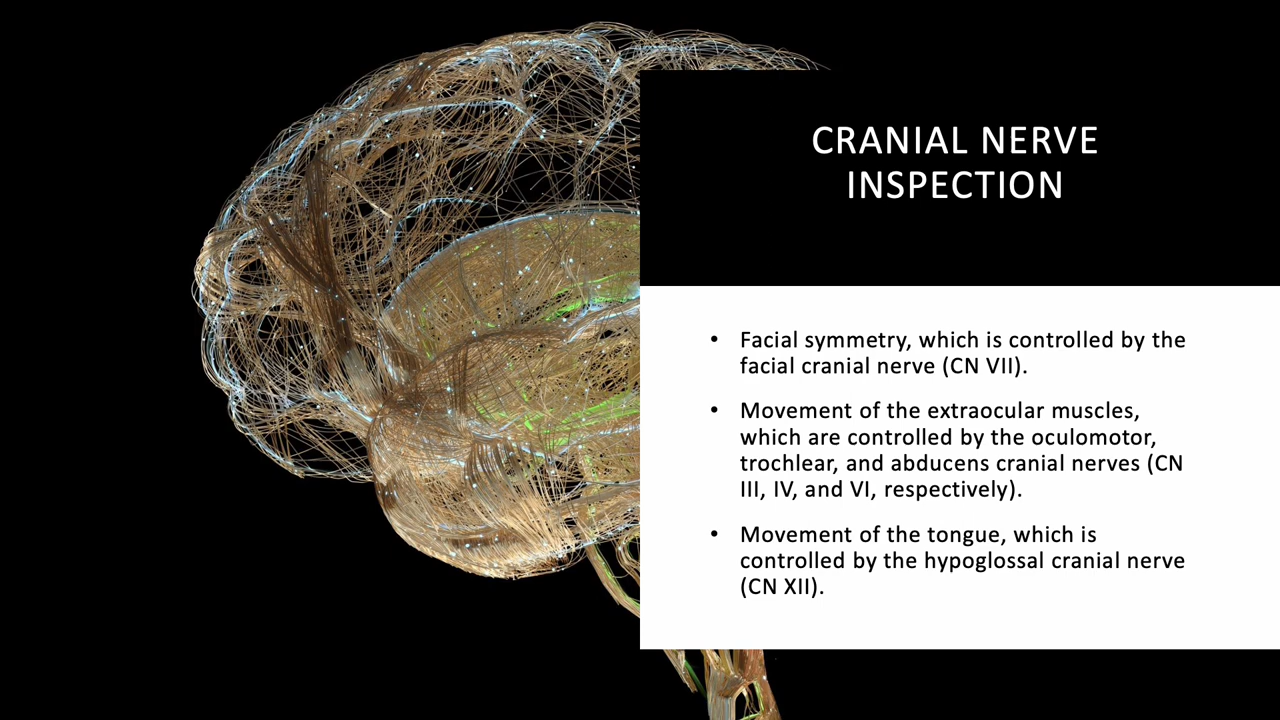 CRANIAL NERVE
INSPECTION
• Facial symmetry, which is controlled by the
facial cranial nerve (CN VII).
• Movement of the extraocular muscles,
which are controlled by the oculomotor,
trochlear, and abducens cranial nerves (CN
III, IV, and VI, respectively).
• Movement of the tongue, which is
controlled by the hypoglossal cranial nerve
(CN XII).